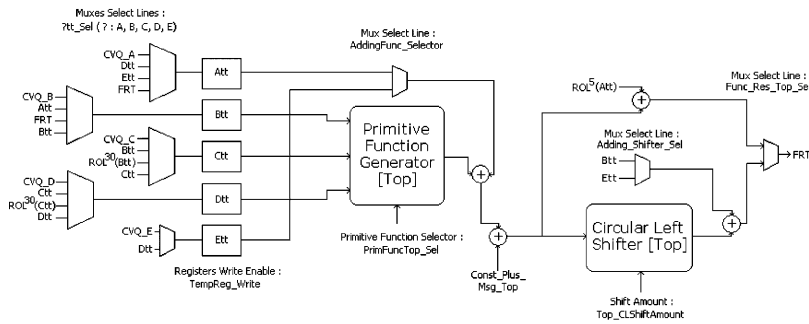 Muxes Select Lines :
?tt_Sel ( ? : A, B, C, D, E)
CVQ_A
Dtt
Ett
FRT
Att
Mux Select Line :
AddingFunc_Selector
CVQ_B
Att
FRT
Btt
Btt
CVQ_C
Btt
ROL30(Btt)
Ctt
Ctt
CVQ_D
Ctt
ROL30(Ctt)
Dtt
Dtt
CVQ_E
Dtt
Ett
Registers Write Enable :
TempReg_Write
Primitive
Function
Generator
[Top]
Primitive Function Selector :
PrimFuncTop_Sel
+
+
Const_Plus_
Msg_Top
ROL5(Att)
+
Mux Select Line :
Func_Res_Top_Se
Mux Select Line :
Adding_Shifter_Sel
Btt
Ett
+
FRT
Circular Left
Shifter [Top]
Shift Amount :
Top_CLShiftAmount